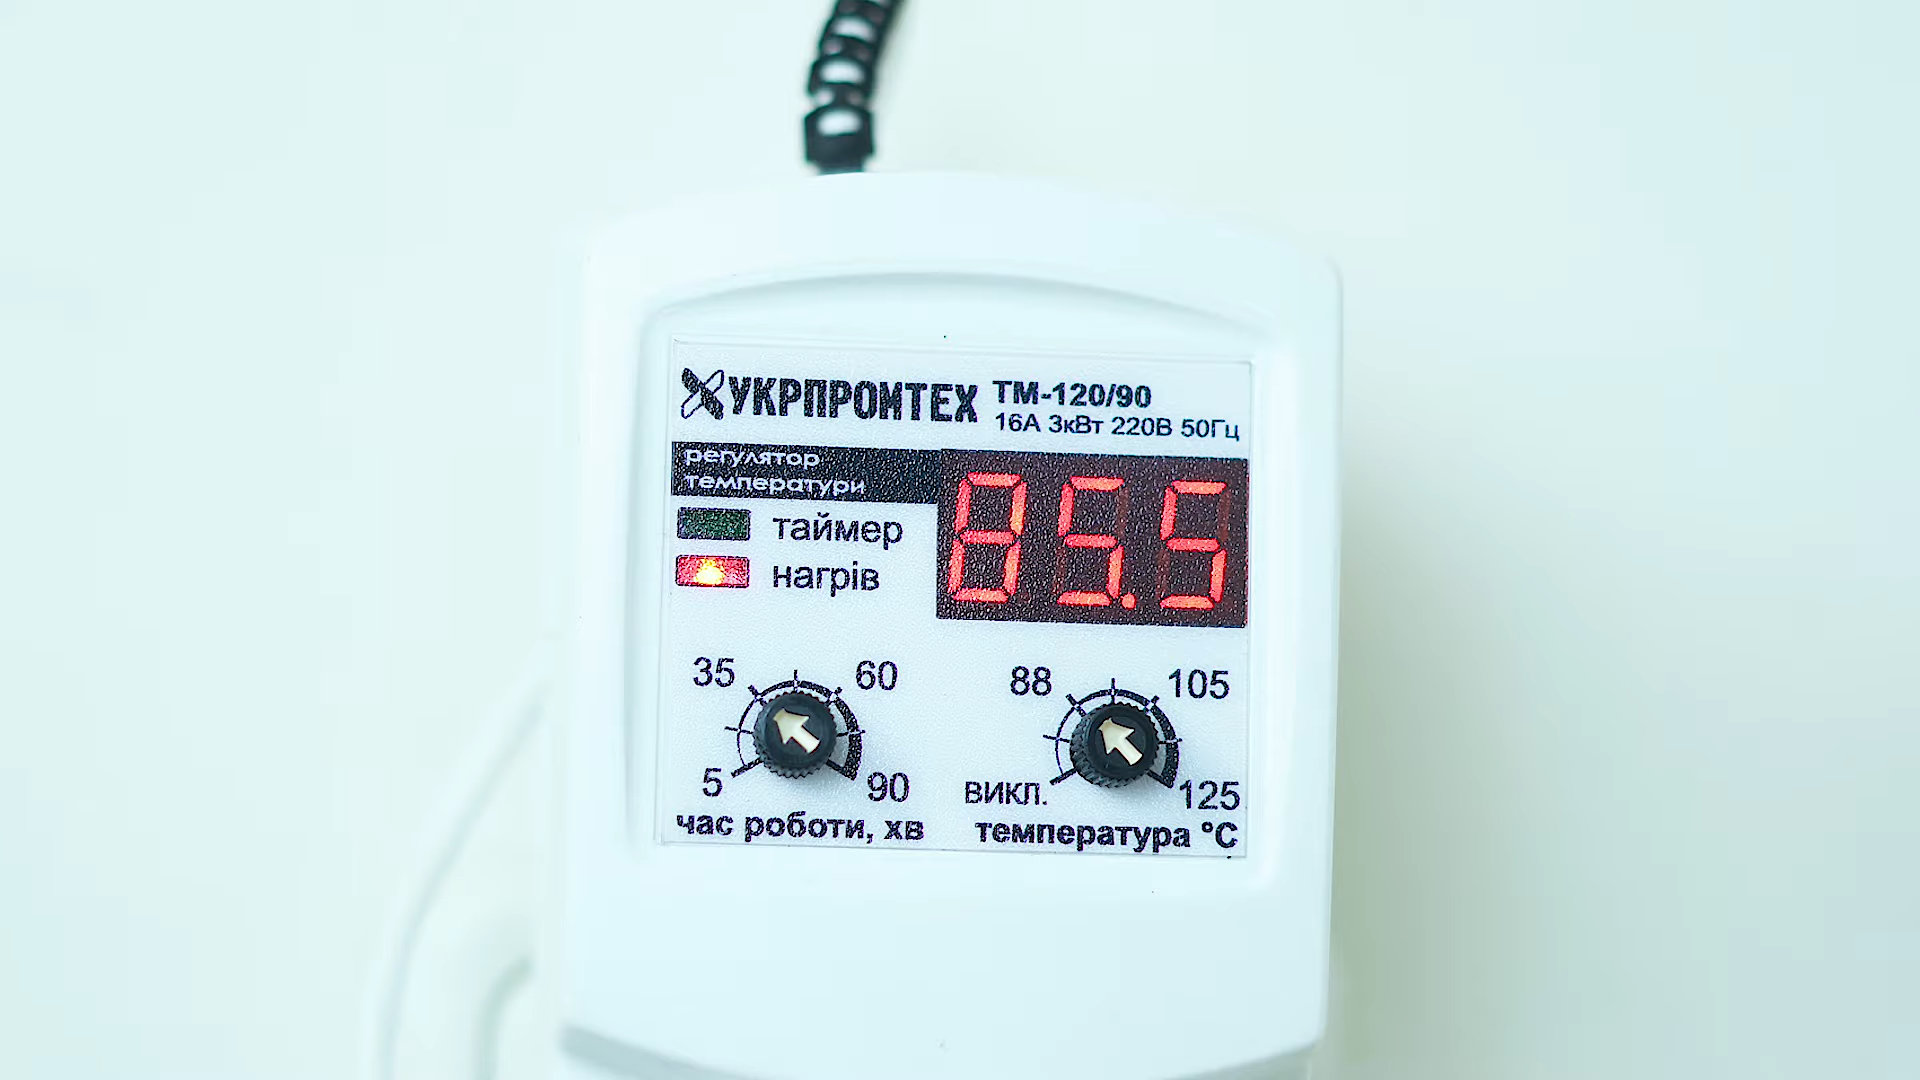 УКРПРОМТЕХ ТМ-120/90
16А 3кВт 220В 50Гц
регулятор
температури
85.5
таймер
нагрів
35 60
5 90
час роботи, хв
88 105
викл. 125
температура °С